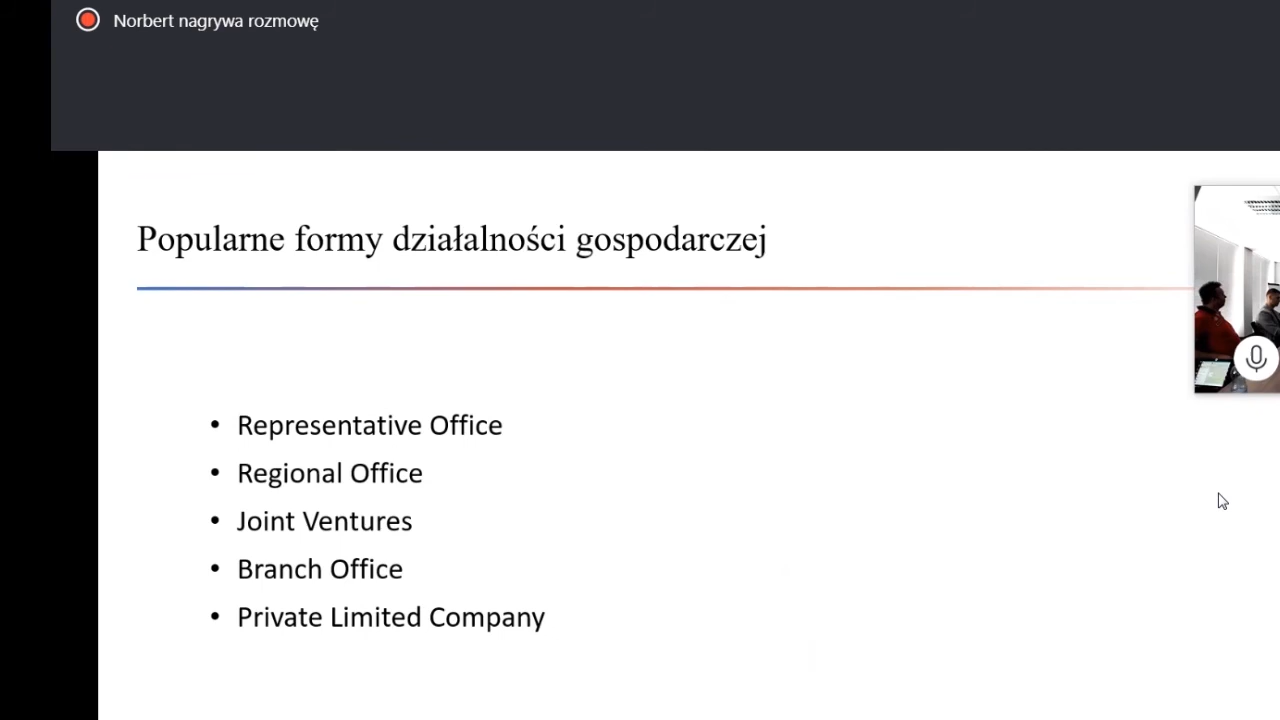 Norbert nagrywa rozmowę
Popularne formy działalności gospodarczej
• Representative Office
• Regional Office
• Joint Ventures
• Branch Office
• Private Limited Company